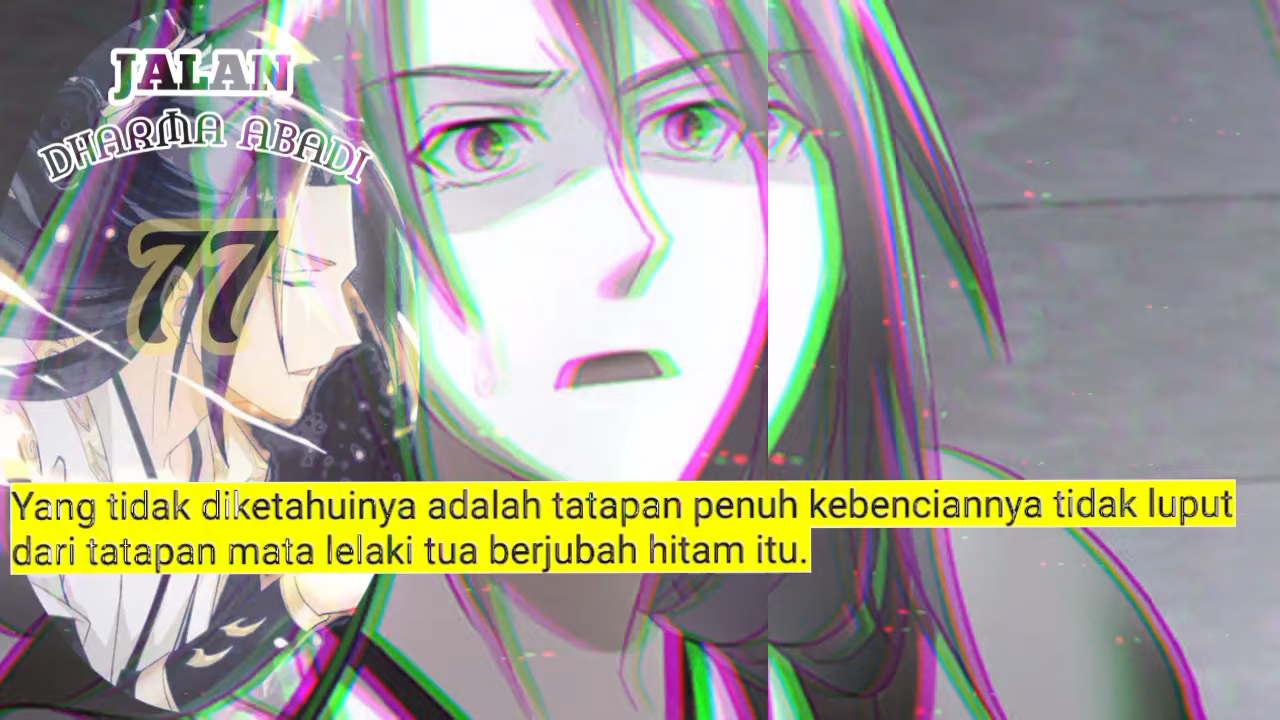 JALAN
DHARMA ABADI
77
Yang tidak diketahuinya adalah tatapan penuh kebenciannya tidak luput
dari tatapan mata lelaki tua berjubah hitam itu.